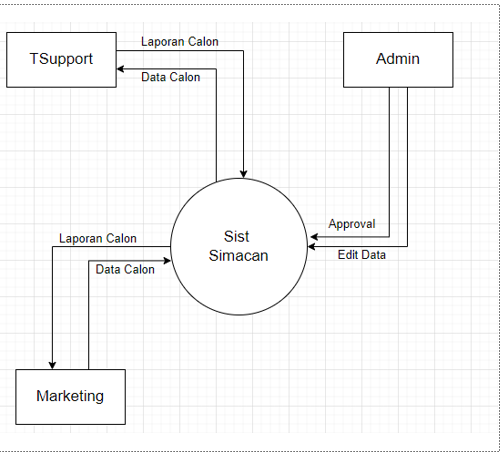 Laporan Calon
TSupport
Admin
Data Calon
Sist
Simacan
Approval
Laporan Calon
Edit Data
Data Calon
Marketing